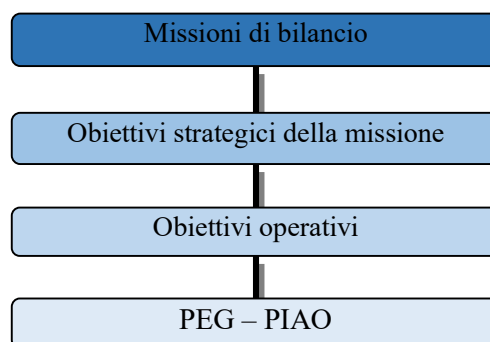 Missioni di bilancio
Obiettivi strategici della missione
Obiettivi operativi
PEG – PIAO